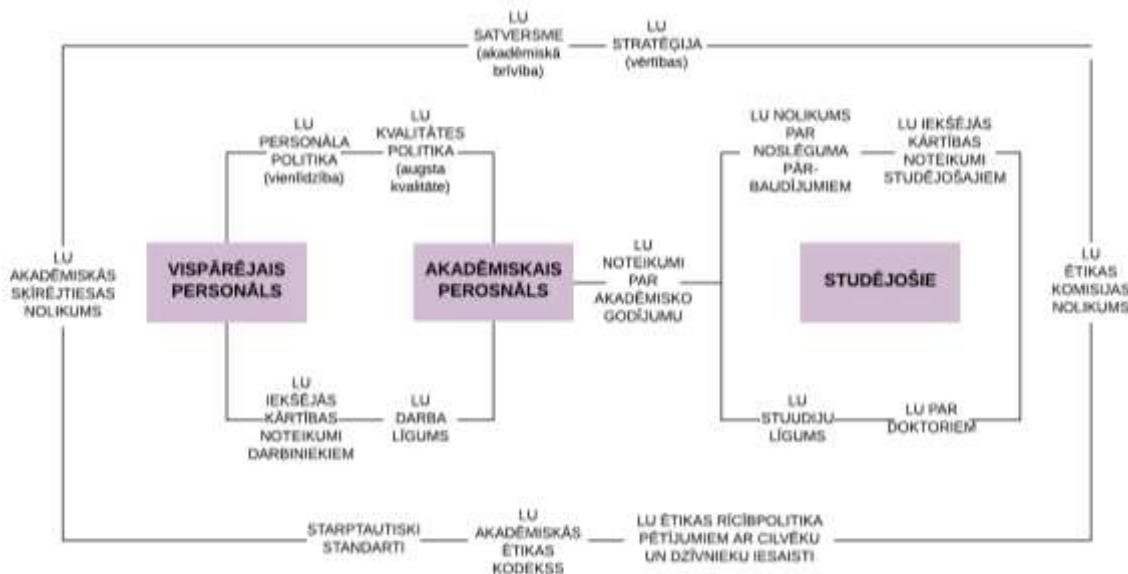 LU
SATVERSME
(akadēmiskā
brīvība)
LU
STRATĒĢIJA
(vērtības)
LU
PERSONĀLA
POLITIKA
(vienlīdzība)
LU
KVALITĀTES
POLITIKA
(augsta
kvalitāte)
LU NOLIKUMS
PAR
NOSLĒGUMA
PĀR-
BAUDĪJUMIEM
LU IEKŠĒJĀS
KĀRTĪBAS
NOTEIKUMI
STUDĒJOŠAJIEM
LU
AKADĒMISKĀS
SKĪRĒJTIESAS
NOLIKUMS
VISPĀRĒJAIS
PERSONĀLS
AKADĒMISKAIS
PEROSNĀLS
LU
NOTEIKUMI
PAR
AKADĒMISKO
GODĪJUMU
STUDĒJOŠIE
LU
ĒTIKAS
KOMISIJAS
NOLIKUMS
LU
IEKŠĒJĀS
KĀRTĪBAS
NOTEIKUMI
DARBINIEKIEM
LU
DARBA
LĪGUMS
LU
STUUDIJU
LĪGUMS
LU PAR
DOKTORIEM
STARPTAUTISKI
STANDARTI
LU
AKADĒMISKĀS
ĒTIKAS
KODEKSS
LU ĒTIKAS RĪCĪBPOLITIKA
PĒTĪJUMIEM AR CILVĒKU
UN DZĪVNIEKU IESAISTI